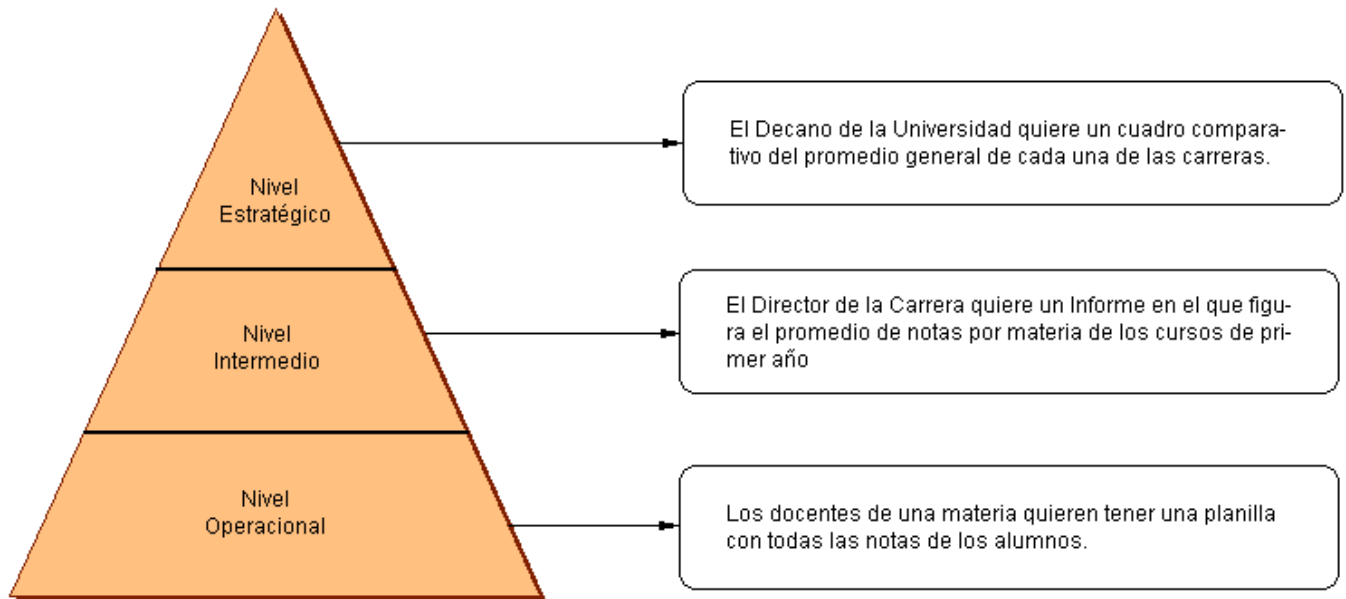 Nivel
Estratégico
El Decano de la Universidad quiere un cuadro compara-
tivo del promedio general de cada una de las carreras.
Nivel
Intermedio
El Director de la Carrera quiere un Informe en el que figu-
ra el promedio de notas por materia de los cursos de pri-
mer año
Nivel
Operacional
Los docentes de una materia quieren tener una planilla
con todas las notas de los alumnos.